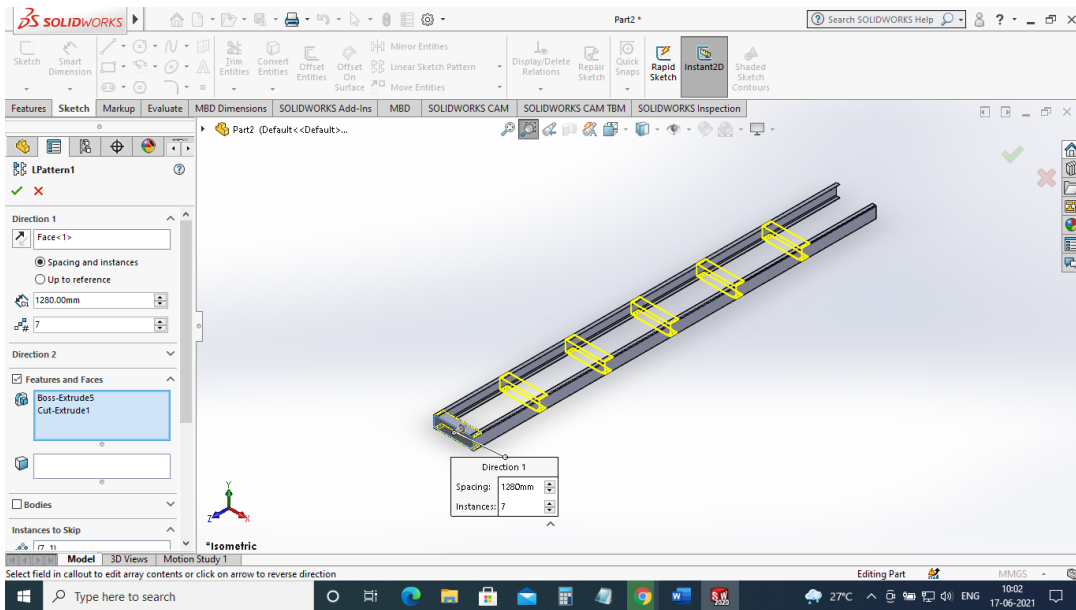 SOLIDWORKS
Part2 *
Search SOLIDWORKS Help
Sketch
Smart Dimension
Trim Entities
Convert Entities
Offset Entities
Offset On Surface
Mirror Entities
Linear Sketch Pattern
Move Entities
Display/Delete Relations
Repair Sketch
Quick Snaps
Rapid Sketch
Instant2D
Shaded Sketch Contours
Features Sketch Markup Evaluate MBD Dimensions SOLIDWORKS Add-Ins MBD SOLIDWORKS CAM SOLIDWORKS CAM TBM SOLIDWORKS Inspection
Part2 (Default<<Default>...
LPattern1
Direction 1
Face<1>
Spacing and instances
Up to reference
1280.00mm
7
Direction 2
Features and Faces
Boss-Extrude5
Cut-Extrude1
Bodies
Instances to Skip
(7, 1)
Direction 1
Spacing: 1280mm
Instances: 7
Y
Z
X
*Isometric
Model 3D Views Motion Study 1
Select field in callout to edit array contents or click on arrow to reverse direction
Editing Part
MMGS
Type here to search
W
SW
2020
27°C
ENG
10:02
17-06-2021